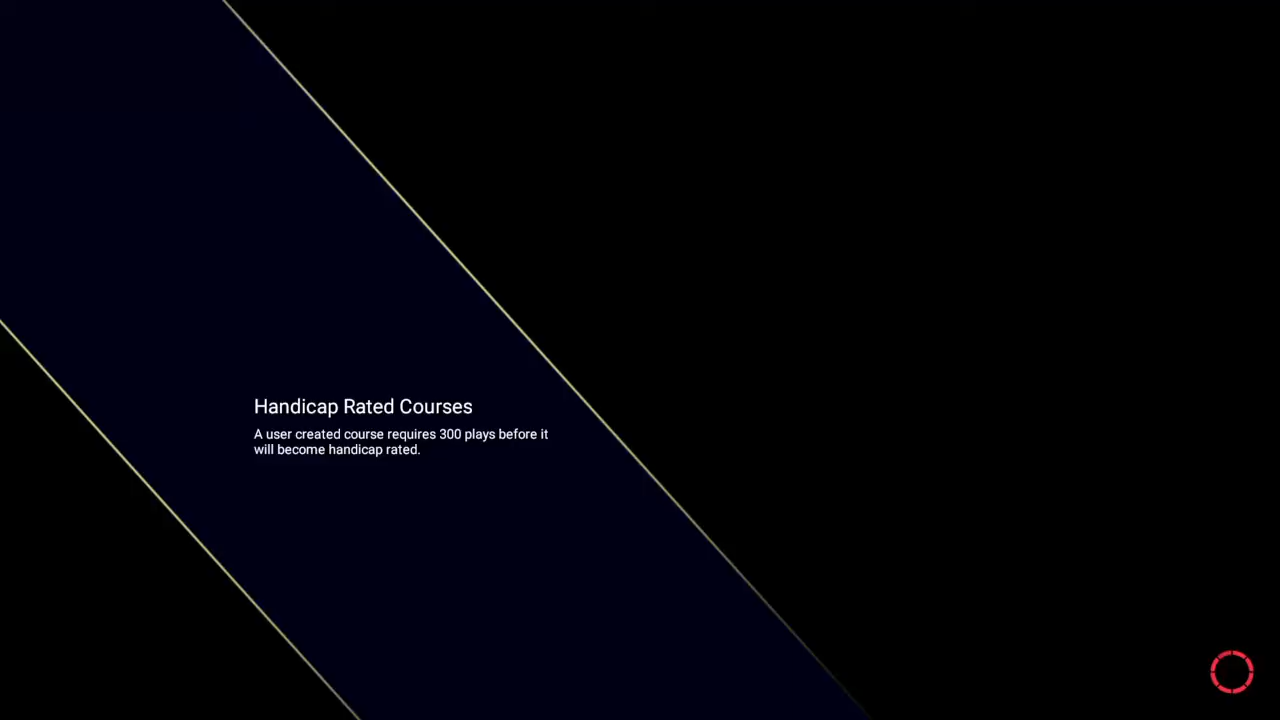 Handicap Rated Courses
A user created course requires 300 plays before it
will become handicap rated.